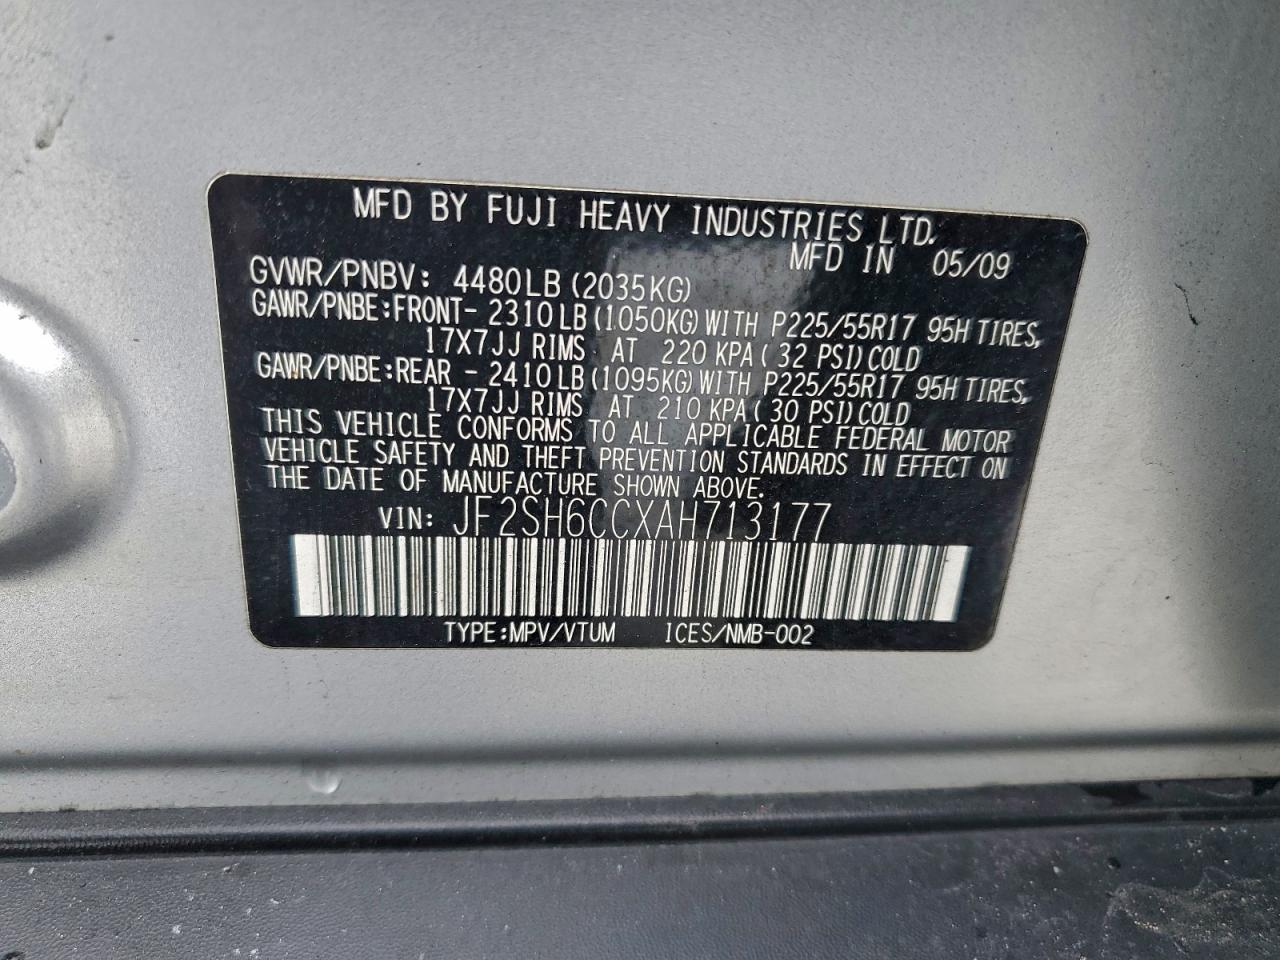 MFD BY FUJI HEAVY INDUSTRIES LTD.
MFD IN 05/09
GVWR/PNBV: 4480LB (2035KG)
GAWR/PNBE:FRONT- 2310LB(1050KG)WITH P225/55R17 95H TIRES,
17X7JJ RIMS AT 220 KPA( 32 PSI)COLD
GAWR/PNBE:REAR - 2410LB(1095KG)WITH P225/55R17 95H TIRES,
17X7JJ RIMS AT 210 KPA( 30 PSI)COLD
THIS VEHICLE CONFORMS TO ALL APPLICABLE FEDERAL MOTOR
VEHICLE SAFETY AND THEFT PREVENTION STANDARDS IN EFFECT ON
THE DATE OF MANUFACTURE SHOWN ABOVE.
VIN: JF2SH6CCXAH713177
TYPE:MPV/VTUM ICES/NMB-002